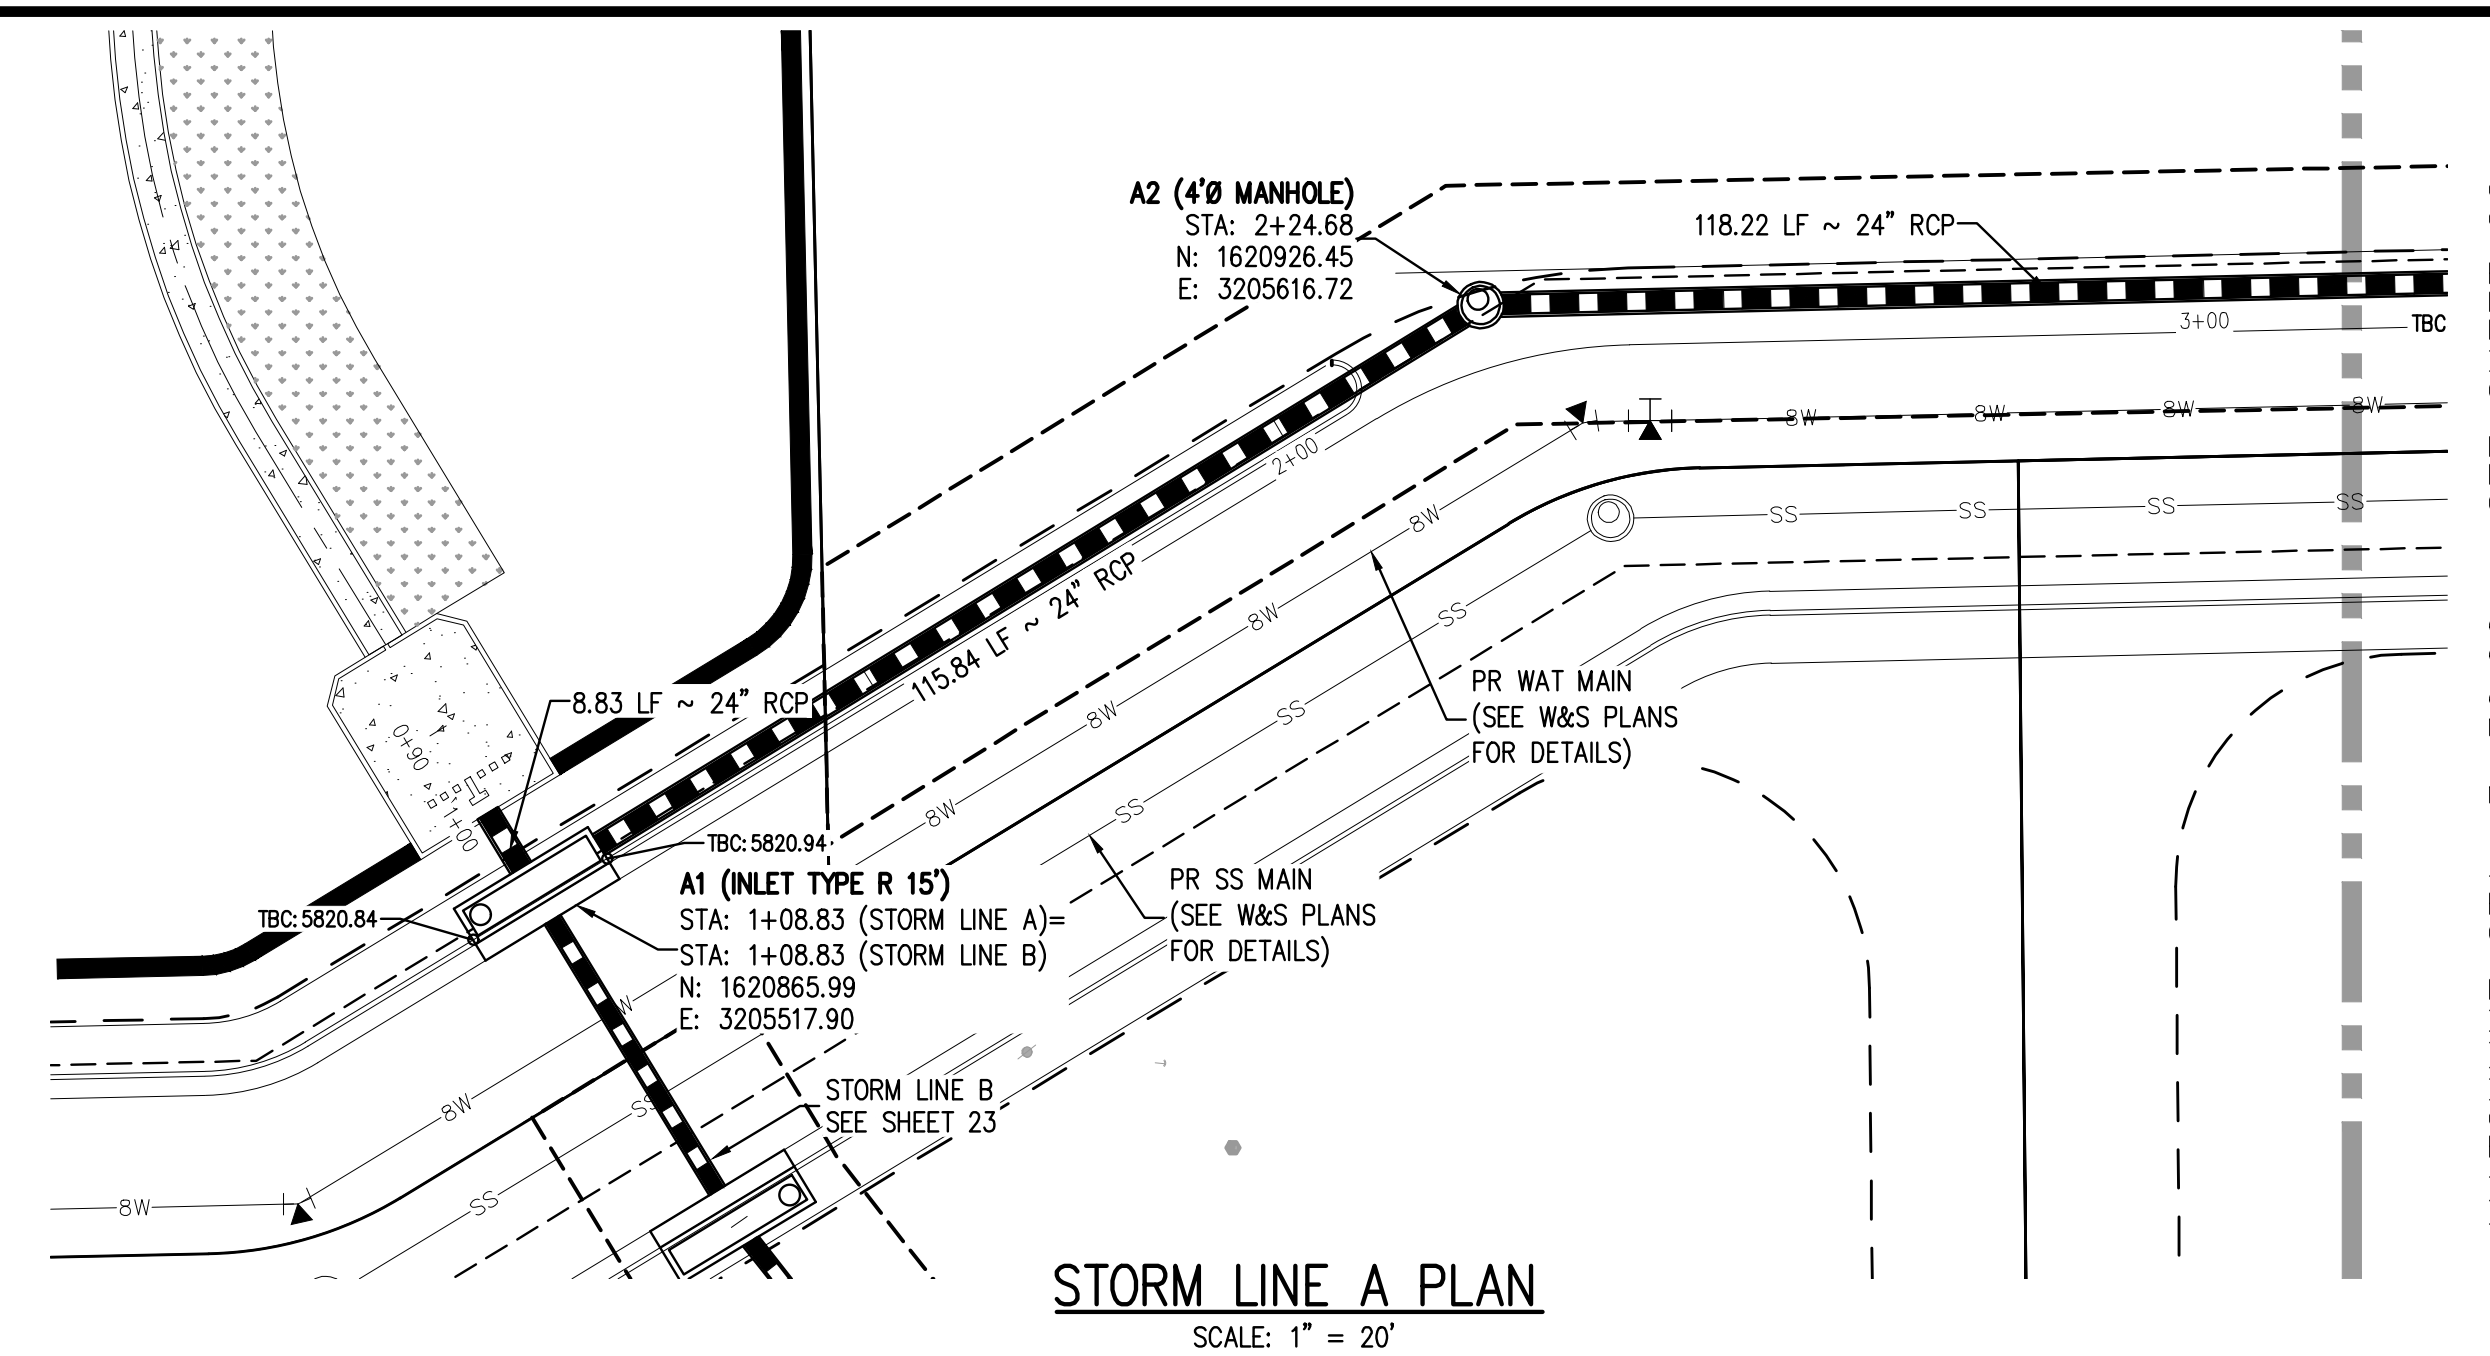 A2 (4'Ø MANHOLE)
STA: 2+24.68
N: 1620926.45
E: 3205616.72
118.22 LF ~ 24" RCP
3+00
TBC
8W
8W
8W
8W
2+00
8W
SS
SS
SS
SS
115.84 LF ~ 24" RCP
8W
SS
PR WAT MAIN
(SEE W&S PLANS
FOR DETAILS)
8.83 LF ~ 24" RCP
8W
SS
0+90
1+00
8W
SS
TBC: 5820.94
A1 (INLET TYPE R 15')
STA: 1+08.83 (STORM LINE A)=
STA: 1+08.83 (STORM LINE B)
N: 1620865.99
E: 3205517.90
TBC: 5820.84
PR SS MAIN
(SEE W&S PLANS
FOR DETAILS)
W
8W
SS
STORM LINE B
SEE SHEET 23
8W
SS
STORM LINE A PLAN
SCALE: 1" = 20'